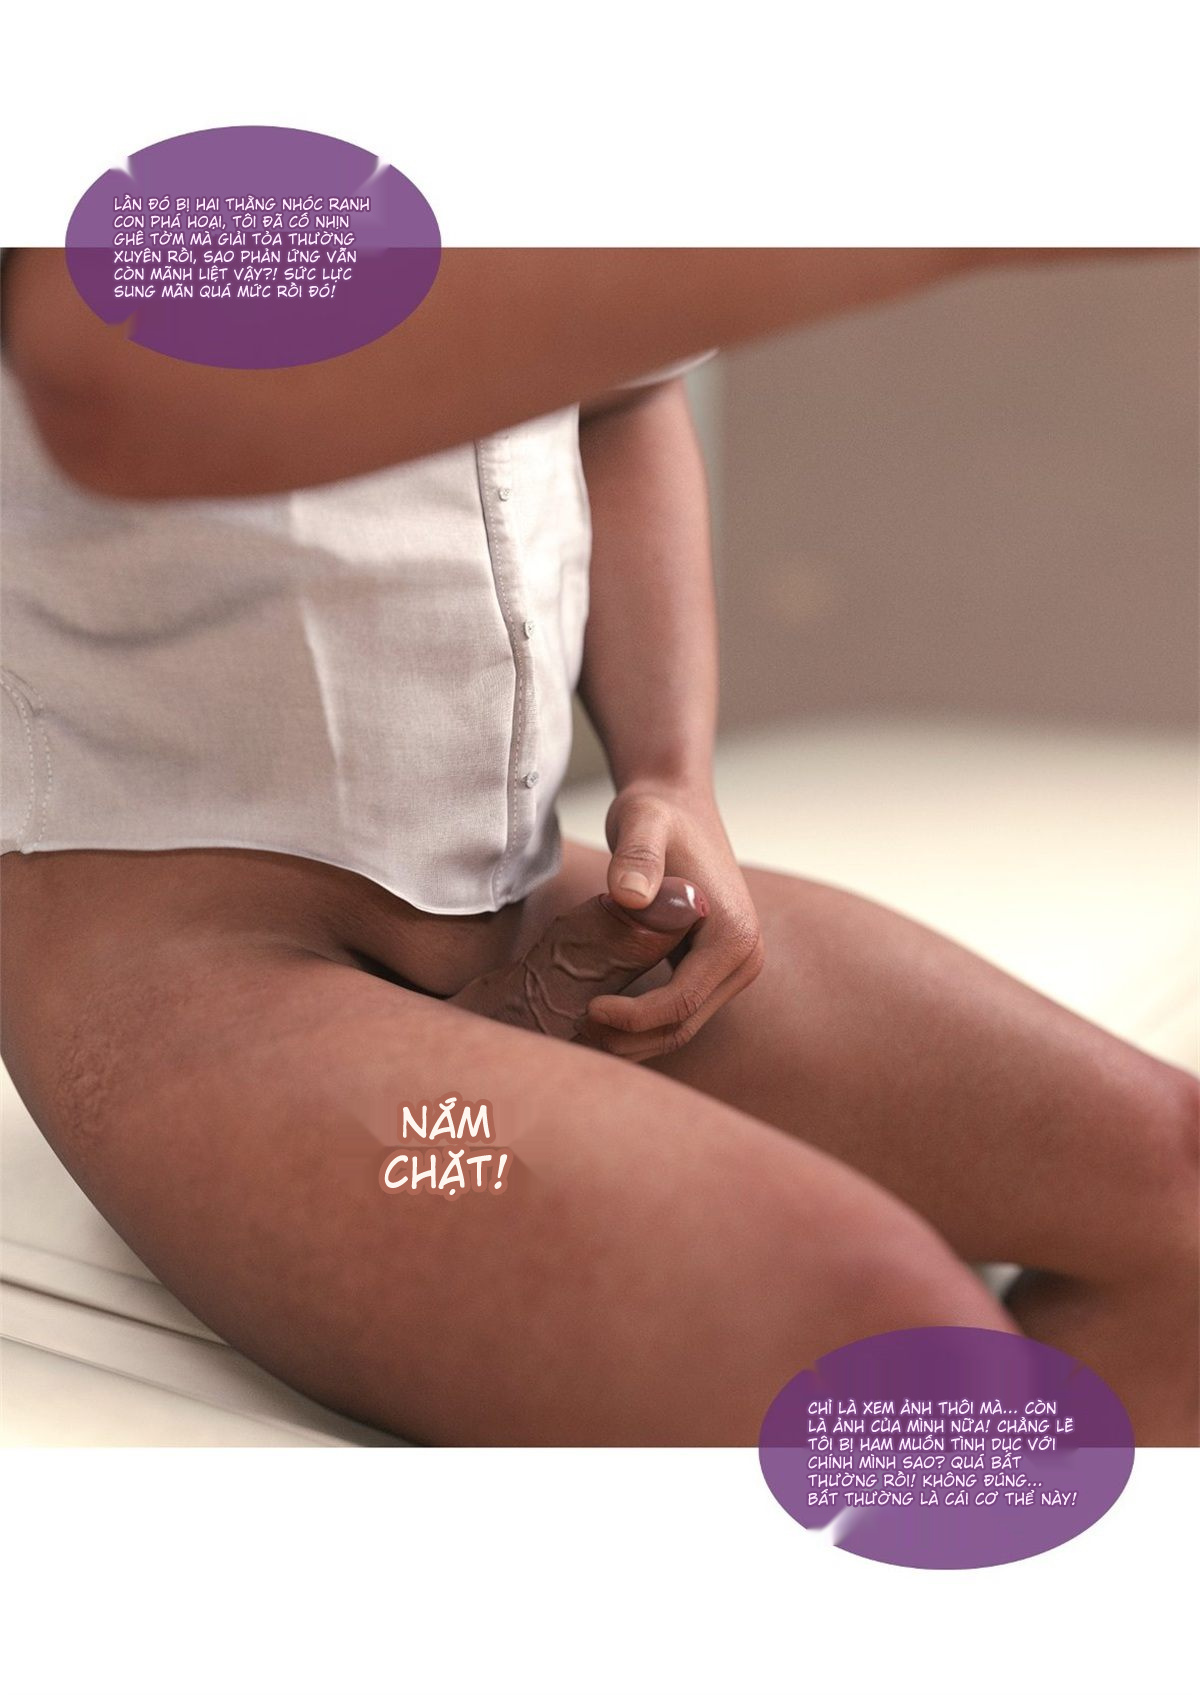 LẦN ĐÓ BỊ HAI THẰNG NHÓC RANH
CON PHÁ HOẠI, TÔI ĐÃ CỐ NHỊN
GHÊ TỞM MÀ GIẢI TỎA THƯỜNG
XUYÊN RỒI, SAO PHẢN ỨNG VẪN
CÒN MÃNH LIỆT VẬY?! SỨC LỰC
SUNG MÃN QUÁ MỨC RỒI ĐÓ!
NẮM
CHẶT!
CHỈ LÀ XEM ẢNH THÔI MÀ... CÒN
LÀ ẢNH CỦA MÌNH NỮA! CHẲNG LẼ
TÔI BỊ HAM MUỐN TÌNH DỤC VỚI
CHÍNH MÌNH SAO? QUÁ BẤT
THƯỜNG RỒI! KHÔNG ĐÚNG...
BẤT THƯỜNG LÀ CÁI CƠ THỂ NÀY!